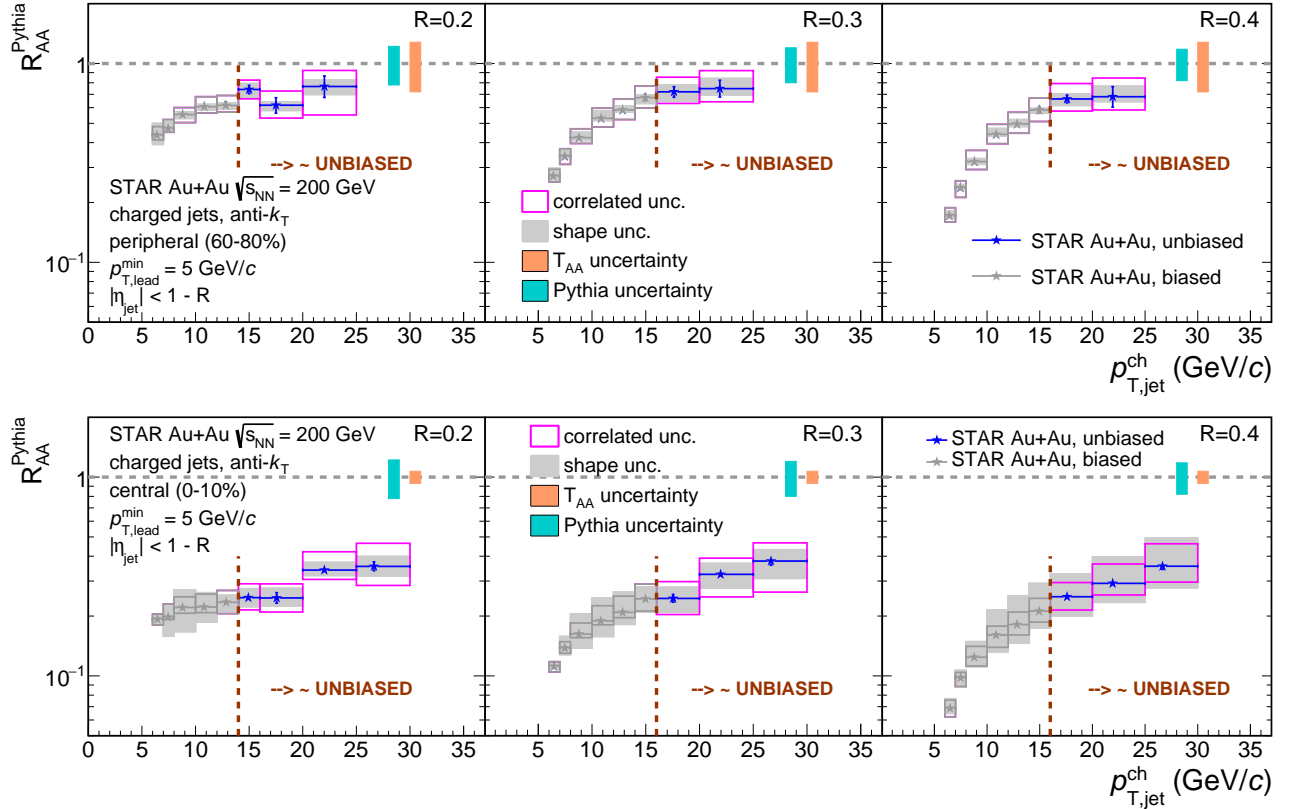 R_AA^Pythia
R=0.2
R=0.3
R=0.4
1
10⁻¹
--> ~ UNBIASED
--> ~ UNBIASED
--> ~ UNBIASED
STAR Au+Au √s_NN = 200 GeV
charged jets, anti-k_T
peripheral (60-80%)
p_T,lead^min = 5 GeV/c
|η_jet| < 1 - R
correlated unc.
shape unc.
T_AA uncertainty
Pythia uncertainty
STAR Au+Au, unbiased
STAR Au+Au, biased
0 5 10 15 20 25 30 35
5 10 15 20 25 30 35
5 10 15 20 25 30 35
p_T,jet^ch (GeV/c)
R_AA^Pythia
STAR Au+Au √s_NN = 200 GeV
charged jets, anti-k_T
central (0-10%)
p_T,lead^min = 5 GeV/c
|η_jet| < 1 - R
R=0.2
correlated unc.
shape unc.
T_AA uncertainty
Pythia uncertainty
R=0.3
STAR Au+Au, unbiased
STAR Au+Au, biased
R=0.4
1
10⁻¹
--> ~ UNBIASED
--> ~ UNBIASED
--> ~ UNBIASED
0 5 10 15 20 25 30 35
5 10 15 20 25 30 35
5 10 15 20 25 30 35
p_T,jet^ch (GeV/c)